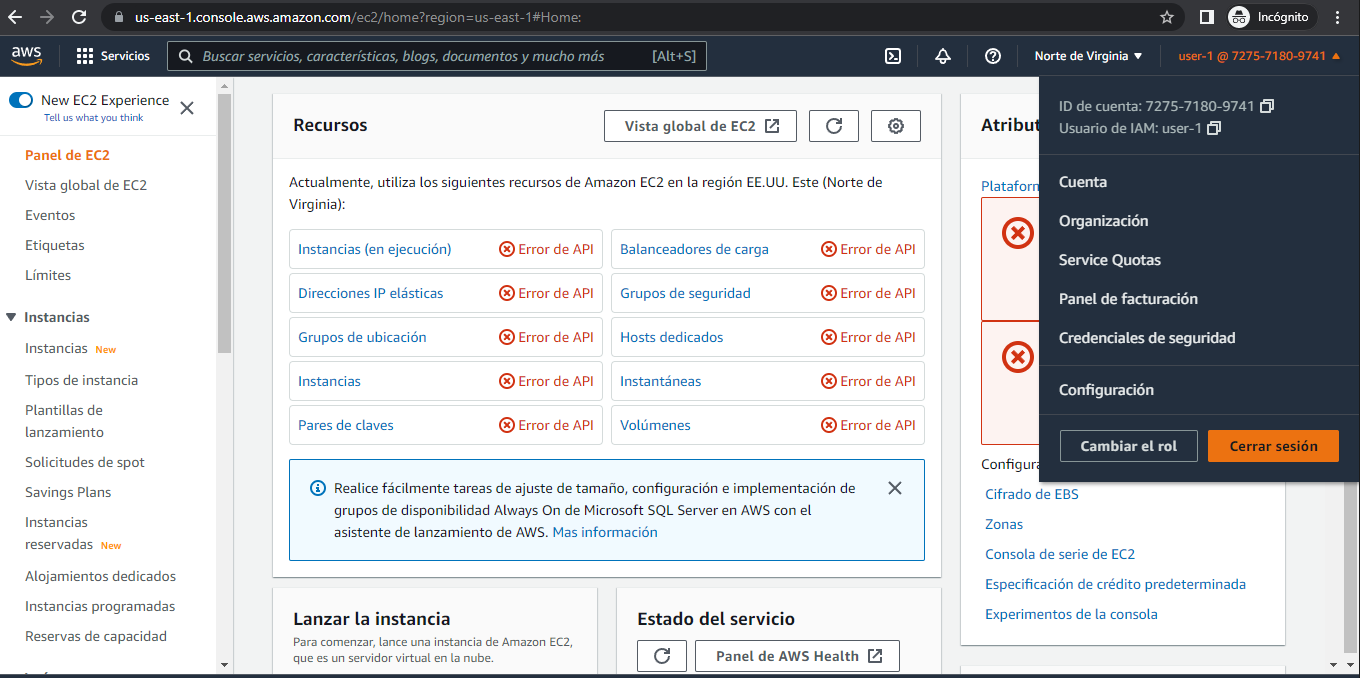 us-east-1.console.aws.amazon.com/ec2/home?region=us-east-1#Home:
Incógnito
aws
Servicios
Buscar servicios, características, blogs, documentos y mucho más
[Alt+S]
Norte de Virginia
user-1 @ 7275-7180-9741
New EC2 Experience
Tell us what you think
Panel de EC2
Vista global de EC2
Eventos
Etiquetas
Límites
Instancias
Instancias New
Tipos de instancia
Plantillas de
lanzamiento
Solicitudes de spot
Savings Plans
Instancias
reservadas New
Alojamientos dedicados
Instancias programadas
Reservas de capacidad
Recursos
Vista global de EC2
Actualmente, utiliza los siguientes recursos de Amazon EC2 en la región EE.UU. Este (Norte de
Virginia):
Instancias (en ejecución) Error de API
Balanceadores de carga Error de API
Direcciones IP elásticas Error de API
Grupos de seguridad Error de API
Grupos de ubicación Error de API
Hosts dedicados Error de API
Instancias Error de API
Instantáneas Error de API
Pares de claves Error de API
Volúmenes Error de API
Realice fácilmente tareas de ajuste de tamaño, configuración e implementación de
grupos de disponibilidad Always On de Microsoft SQL Server en AWS con el
asistente de lanzamiento de AWS. Mas información
Lanzar la instancia
Para comenzar, lance una instancia de Amazon EC2,
que es un servidor virtual en la nube.
Estado del servicio
Panel de AWS Health
Atribut
Plataform
Configura
Cifrado de EBS
Zonas
Consola de serie de EC2
Especificación de crédito predeterminada
Experimentos de la consola
ID de cuenta: 7275-7180-9741
Usuario de IAM: user-1
Cuenta
Organización
Service Quotas
Panel de facturación
Credenciales de seguridad
Configuración
Cambiar el rol
Cerrar sesión